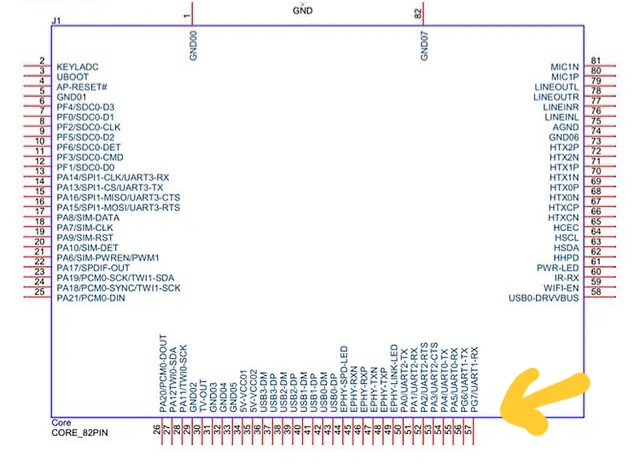 GND
1
82
J1
GND00
GND07
2 KEYLADC
3 UBOOT
4 AP-RESET#
5 GND01
6 PF4/SDC0-D3
7 PF0/SDC0-D1
8 PF2/SDC0-CLK
9 PF5/SDC0-D2
10 PF6/SDC0-DET
11 PF3/SDC0-CMD
12 PF1/SDC0-D0
13 PA14/SPI1-CLK/UART3-RX
14 PA13/SPI1-CS/UART3-TX
15 PA16/SPI1-MISO/UART3-CTS
16 PA15/SPI1-MOSI/UART3-RTS
17 PA8/SIM-DATA
18 PA7/SIM-CLK
19 PA9/SIM-RST
20 PA10/SIM-DET
21 PA6/SIM-PWREN/PWM1
22 PA17/SPDIF-OUT
23 PA19/PCM0-SCK/TWI1-SDA
24 PA18/PCM0-SYNC/TWI1-SCK
25 PA21/PCM0-DIN
MIC1N 81
MIC1P 80
LINEOUTL 79
LINEOUTR 78
LINEINR 77
LINEINL 76
AGND 75
GND06 74
HTX2P 73
HTX2N 72
HTX1P 71
HTX1N 70
HTX0P 69
HTX0N 68
HTXCP 67
HTXCN 66
HCEC 65
HSCL 64
HSDA 63
HHPD 62
PWR-LED 61
IR-RX 60
WIFI-EN 59
USB0-DRVVBUS 58
PA20/PCM0-DOUT 26
PA12TWI0-SDA 27
PA11/TWI0-SCK 28
GND02 29
TV-OUT 30
GND03 31
GND04 32
GND05 33
5V-VCC01 34
5V-VCC02 35
USB3-DM 36
USB3-DP 37
USB2-DM 38
USB2-DP 39
USB1-DM 40
USB1-DP 41
USB0-DM 42
USB0-DP 43
EPHY-SPD-LED 44
EPHY-RXN 45
EPHY-RXP 46
EPHY-TXN 47
EPHY-TXP 48
EPHY-LINK-LED 49
PA0/UART2-TX 50
PA1/UART2-RX 51
PA2/UART2-RTS 52
PA3/UART2-CTS 53
PA4/UART0-TX 54
PA5/UART0-RX 55
PG6/UART1-TX 56
PG7/UART1-RX 57
Core
CORE_82PIN